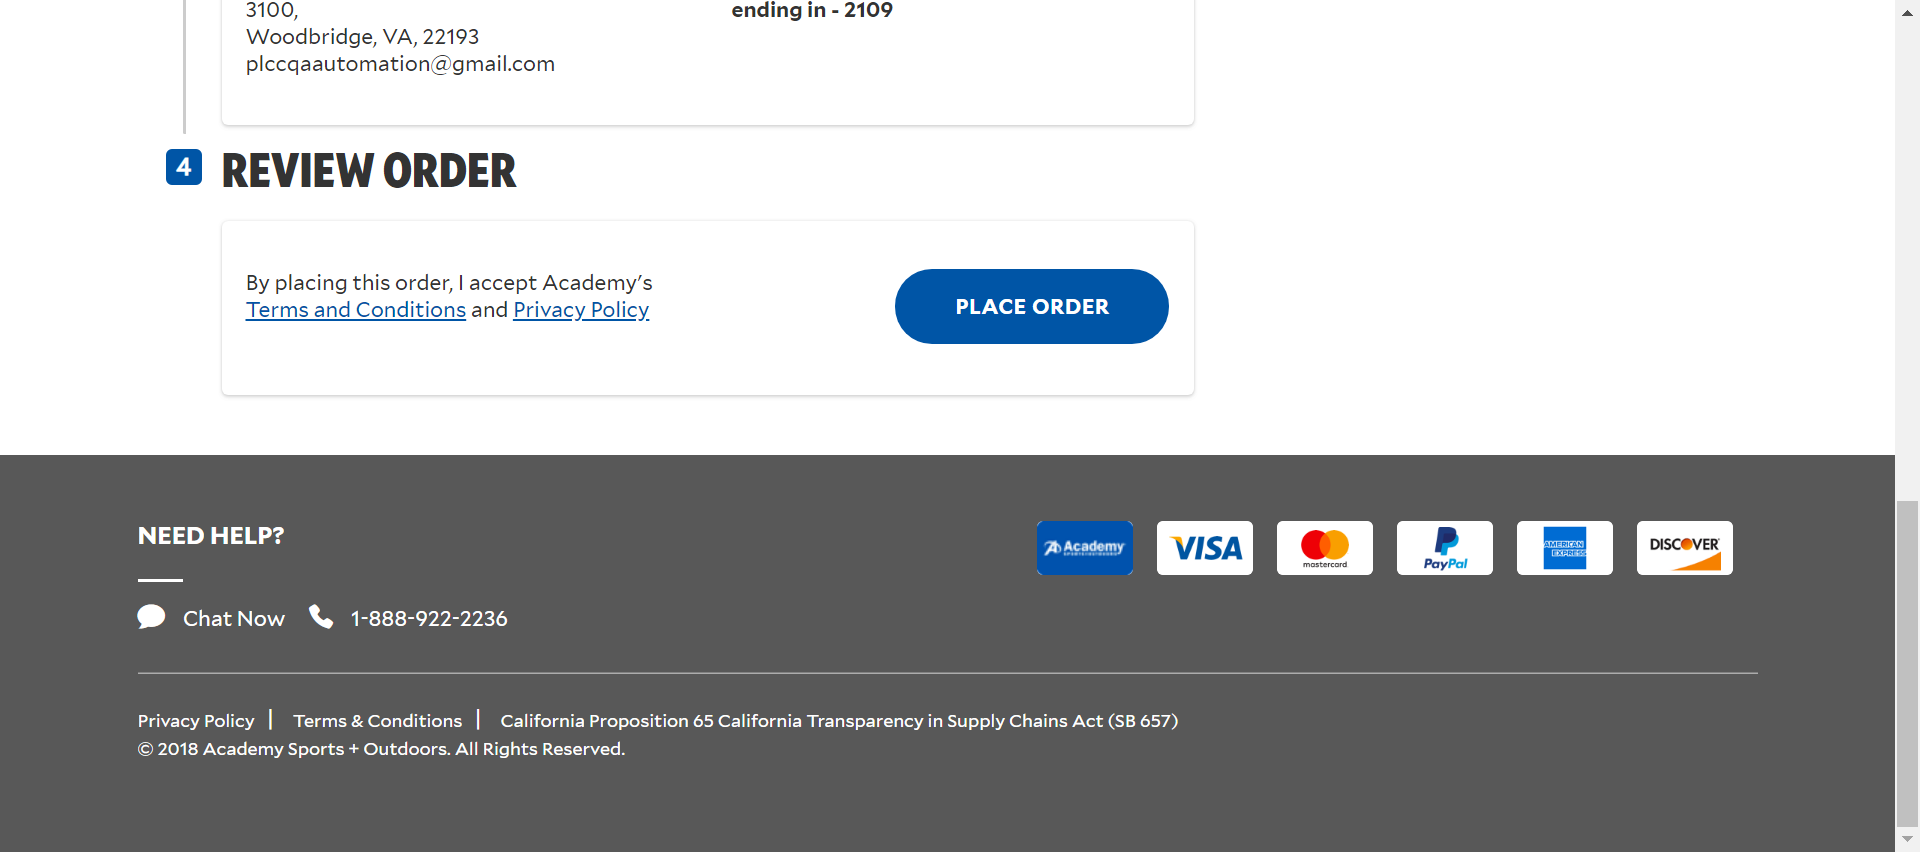 3100,
Woodbridge, VA, 22193
plccqaautomation@gmail.com
ending in - 2109
4 REVIEW ORDER
By placing this order, I accept Academy's
Terms and Conditions and Privacy Policy
PLACE ORDER
NEED HELP?
Chat Now 1-888-922-2236
Academy
VISA
mastercard
PayPal
AMERICAN
EXPRESS
DISCOVER
Privacy Policy | Terms & Conditions | California Proposition 65 California Transparency in Supply Chains Act (SB 657)
© 2018 Academy Sports + Outdoors. All Rights Reserved.